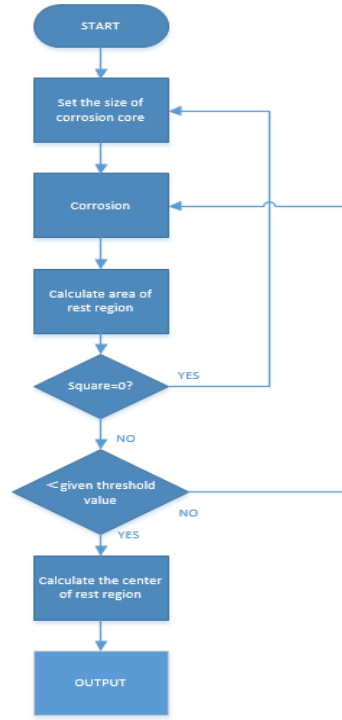 START
Set the size of
corrosion core
Corrosion
Calculate area of
rest region
Square=0?
YES
NO
<given threshold
value
NO
YES
Calculate the center
of rest region
OUTPUT